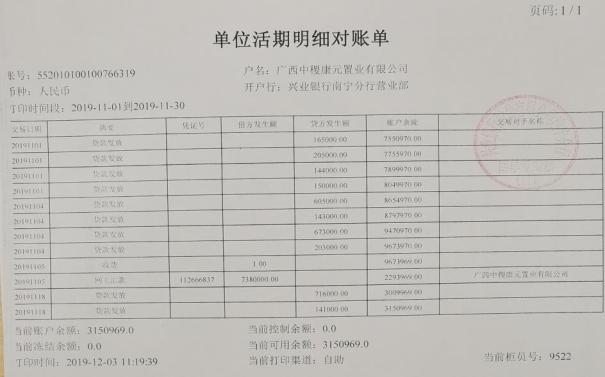 页码: 1 / 1
单位活期明细对账单
账号: 552010100100766319 户名: 广西中稷康元置业有限公司
币种: 人民币 开户行: 兴业银行南宁分行营业部
打印时间段: 2019-11-01到2019-11-30
交易日期 摘要 凭证号 借方发生额 贷方发生额 账户余额 交易对手名称
20191101 贷款发放 165000.00 7550970.00
20191101 贷款发放 205000.00 7755970.00
20191101 贷款发放 144000.00 7899970.00
20191101 贷款发放 150000.00 8049970.00
20191104 贷款发放 605000.00 8654970.00
20191104 贷款发放 143000.00 8797970.00
20191104 贷款发放 673000.00 9470970.00
20191104 贷款发放 203000.00 9673970.00
20191105 收费 1.00 9673969.00
20191105 网上汇款 112666837 7380000.00 2293969.00 广西中稷康元置业有限公司
20191118 贷款发放 716000.00 3009969.00
20191118 贷款发放 141000.00 3150969.00
当前账户余额: 3150969.0 当前控制余额: 0.0
当前冻结余额: 0.0 当前可用余额: 3150969.0
打印时间: 2019-12-03 11:19:39 当前打印渠道: 自助 当前柜员号: 9522